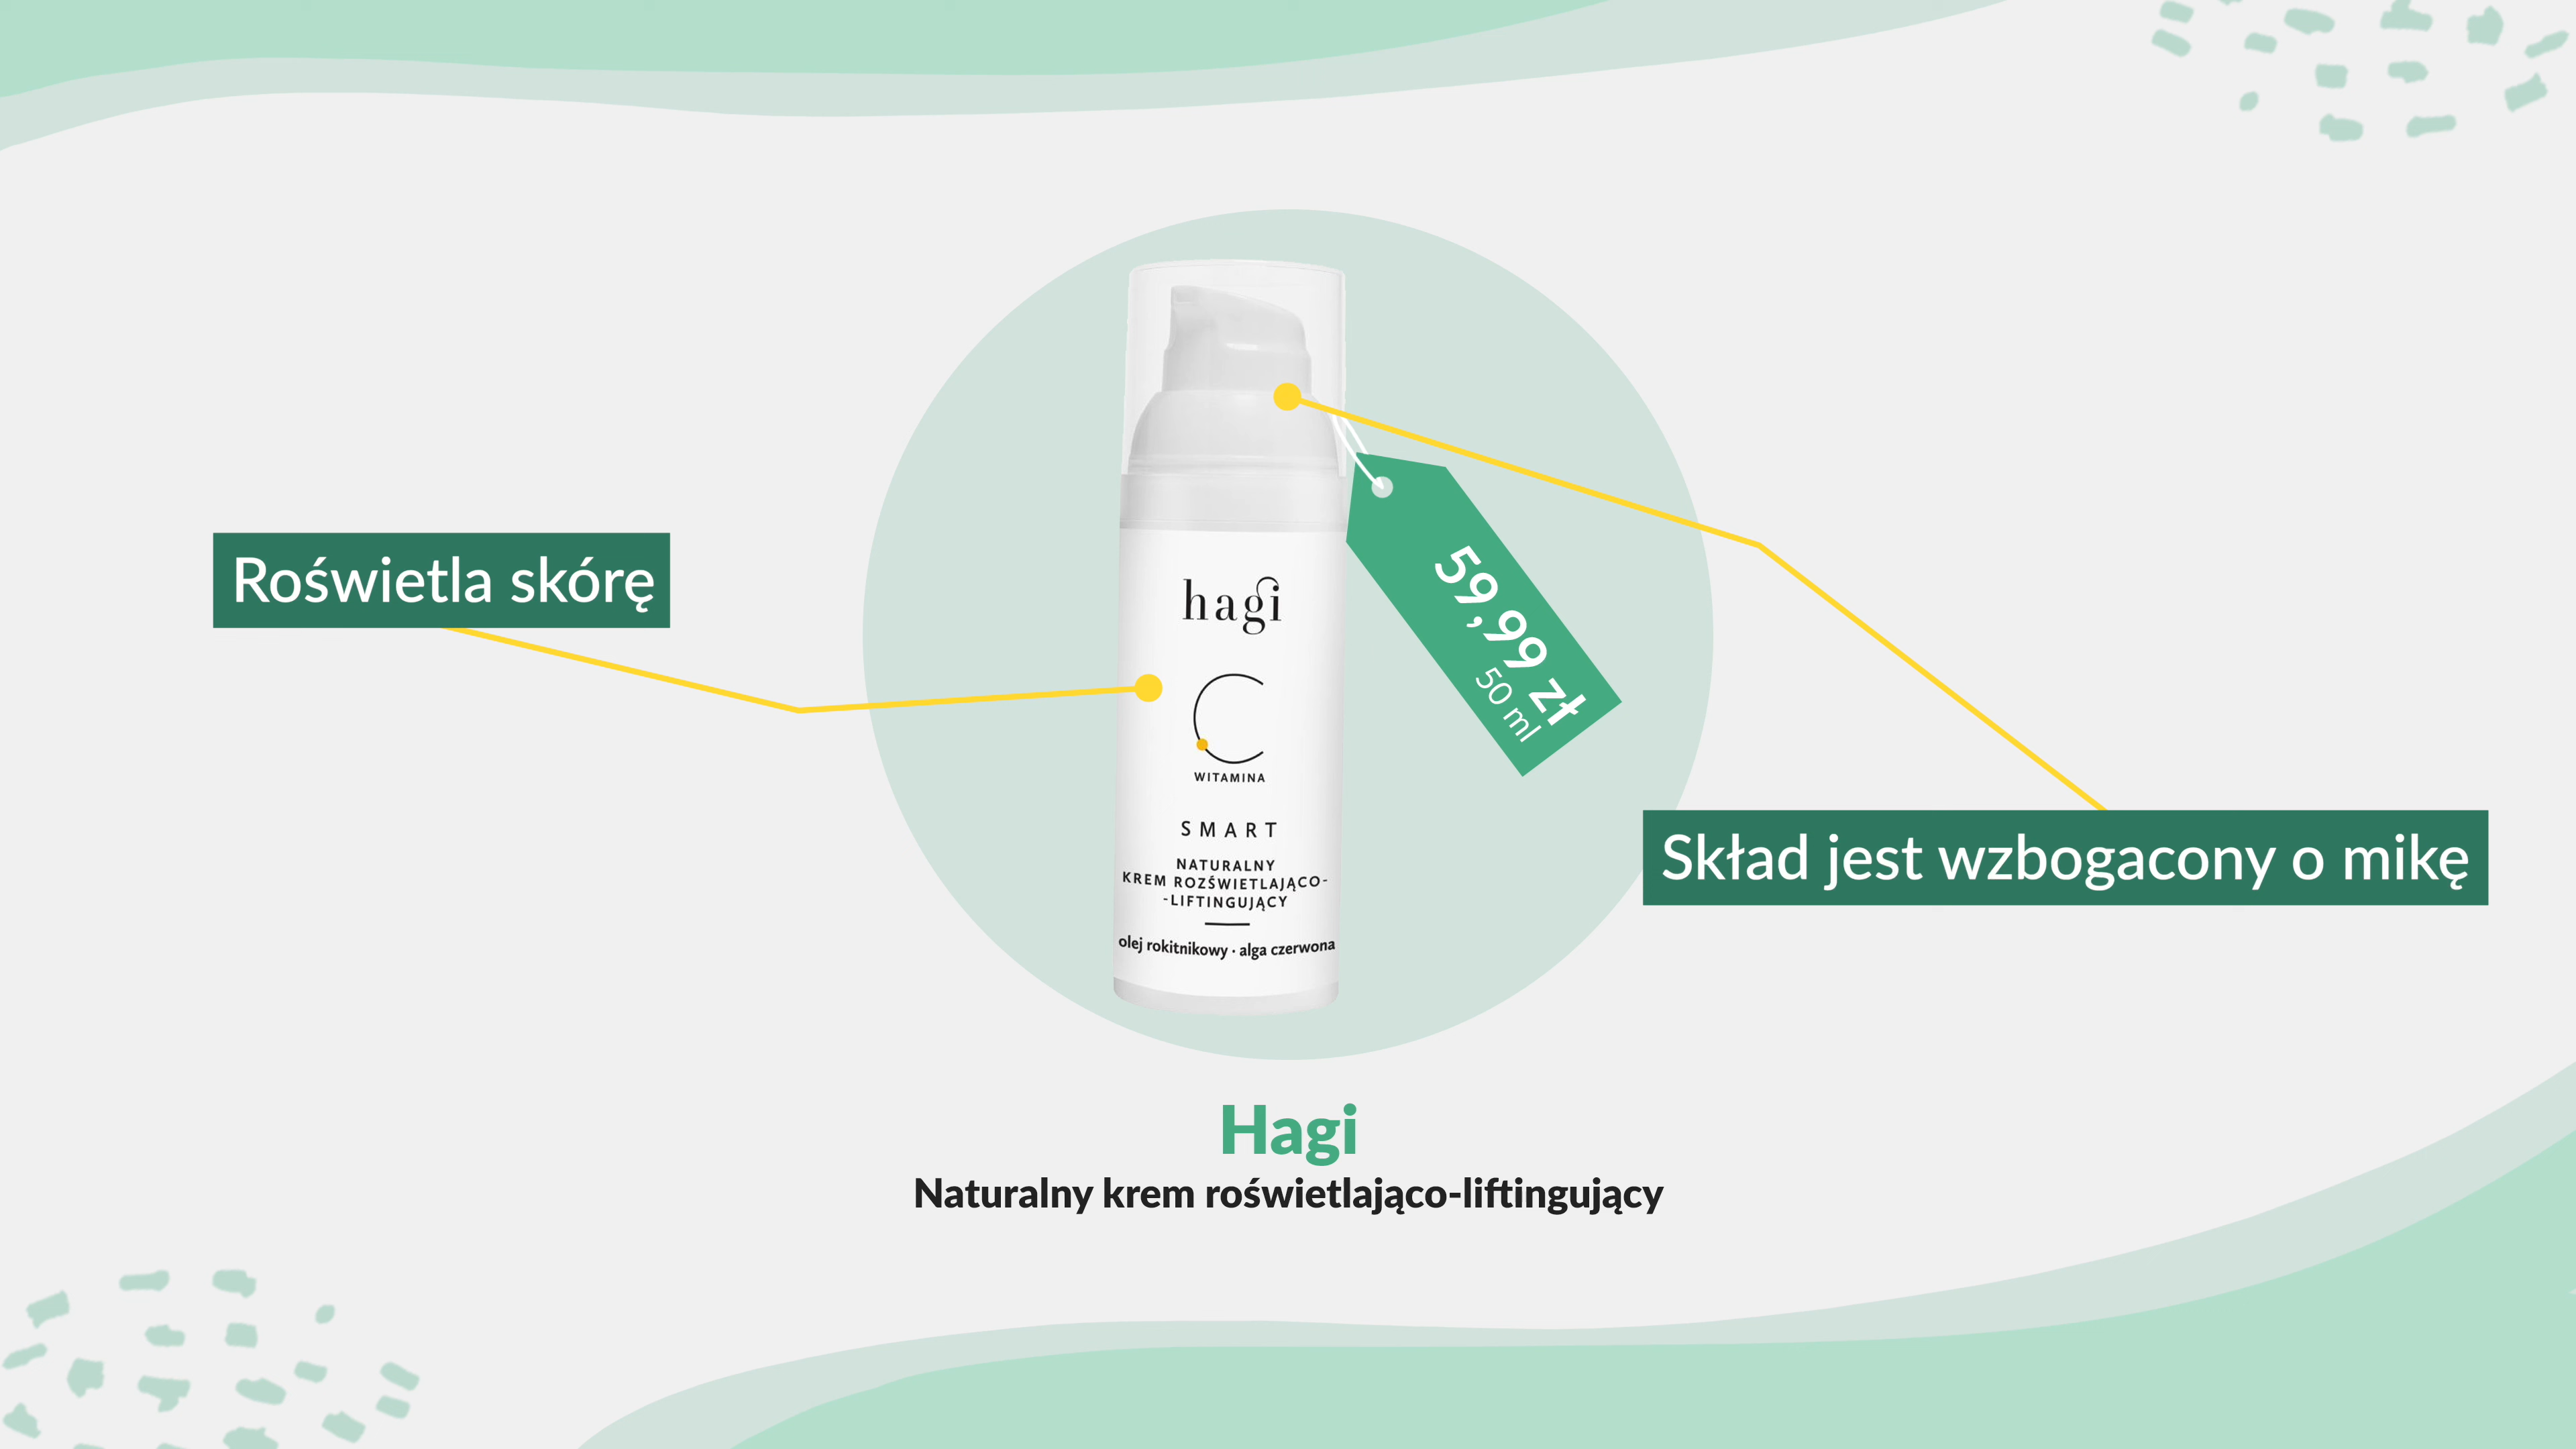 Roświetla skórę
hagi
C
WITAMINA
SMART
NATURALNY
KREM ROZŚWIETLAJĄCO-
-LIFTINGUJĄCY
olej rokitnikowy · alga czerwona
59,99 zł
50 ml
Skład jest wzbogacony o mikę
Hagi
Naturalny krem roświetlająco-liftingujący